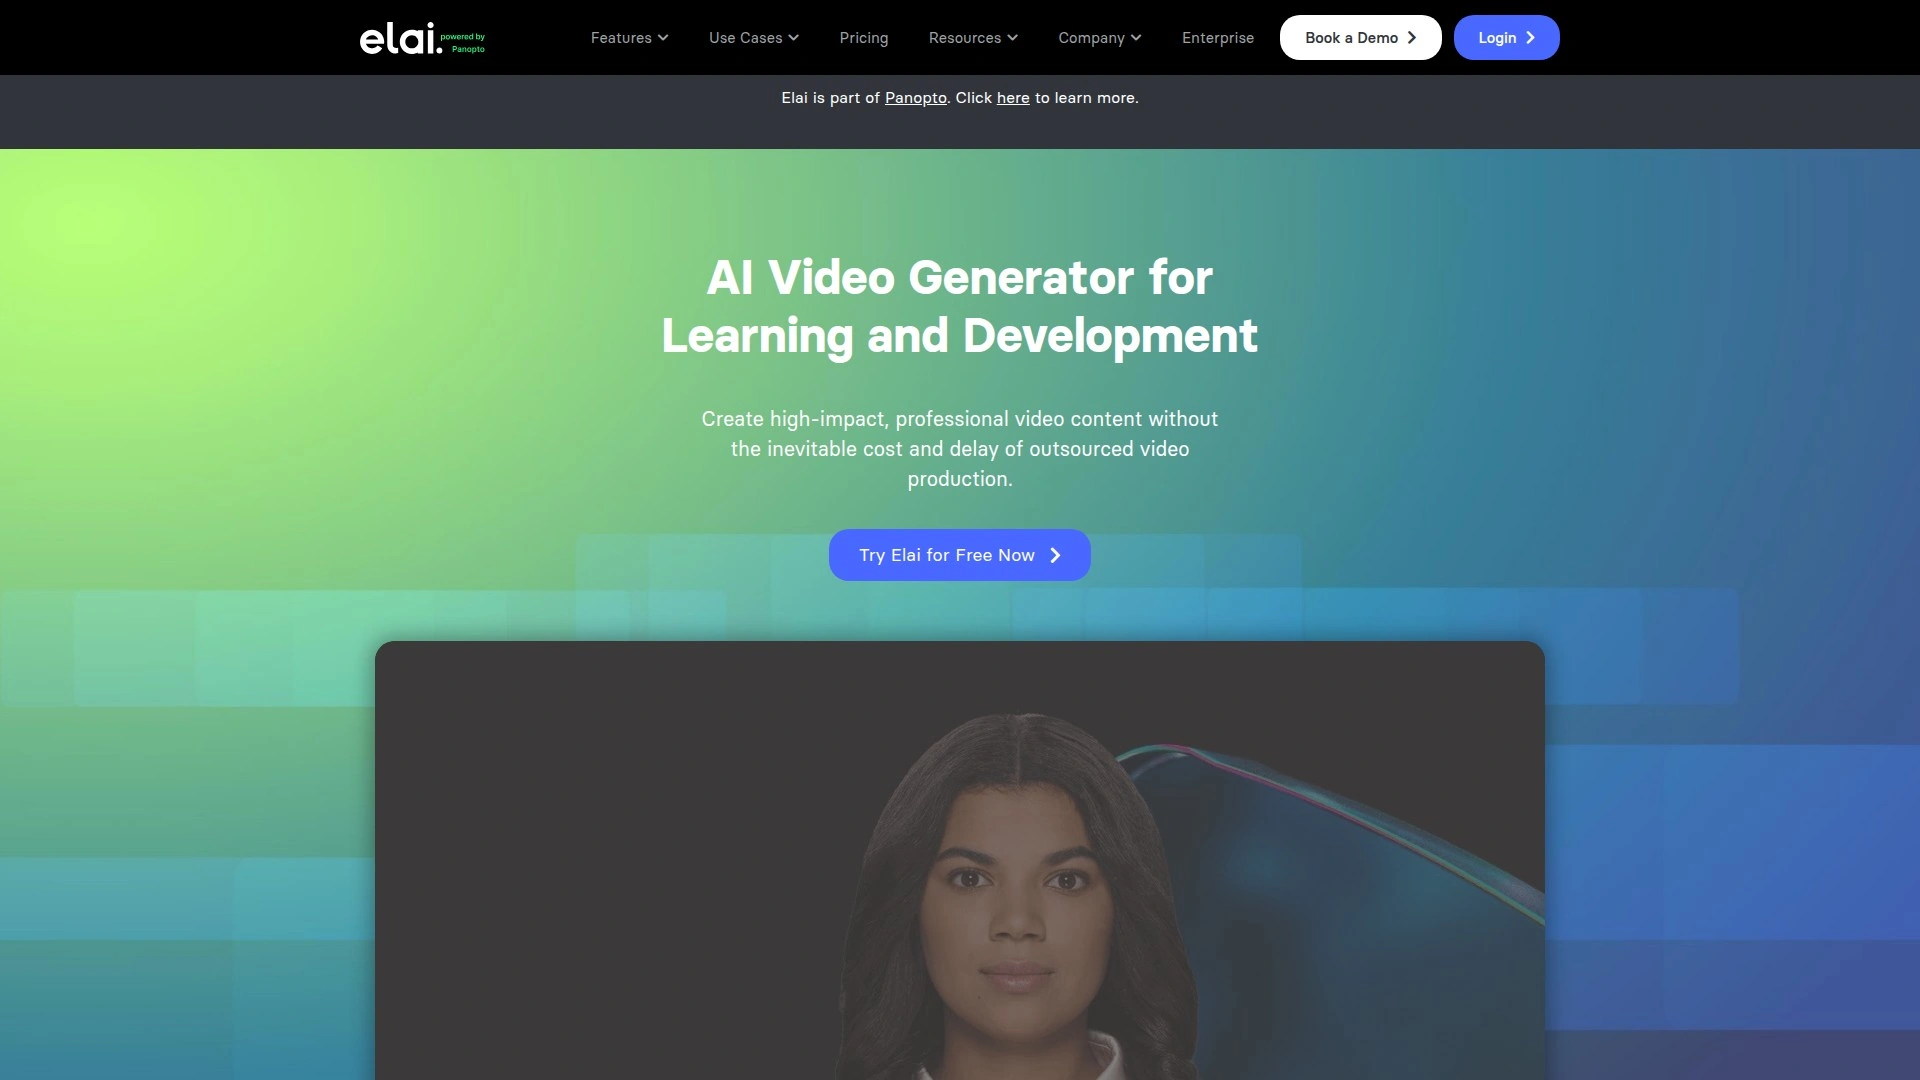 elai. powered by Panopto
Features
Use Cases
Pricing
Resources
Company
Enterprise
Book a Demo
Login
Elai is part of Panopto. Click here to learn more.
AI Video Generator for
Learning and Development
Create high-impact, professional video content without
the inevitable cost and delay of outsourced video
production.
Try Elai for Free Now